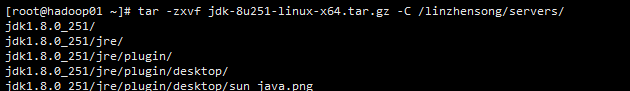 [root@hadoop01 ~]# tar -zxvf jdk-8u251-linux-x64.tar.gz -C /linzhensong/servers/
jdk1.8.0_251/
jdk1.8.0_251/jre/
jdk1.8.0_251/jre/plugin/
jdk1.8.0_251/jre/plugin/desktop/
jdk1.8.0_251/jre/plugin/desktop/sun_java.png